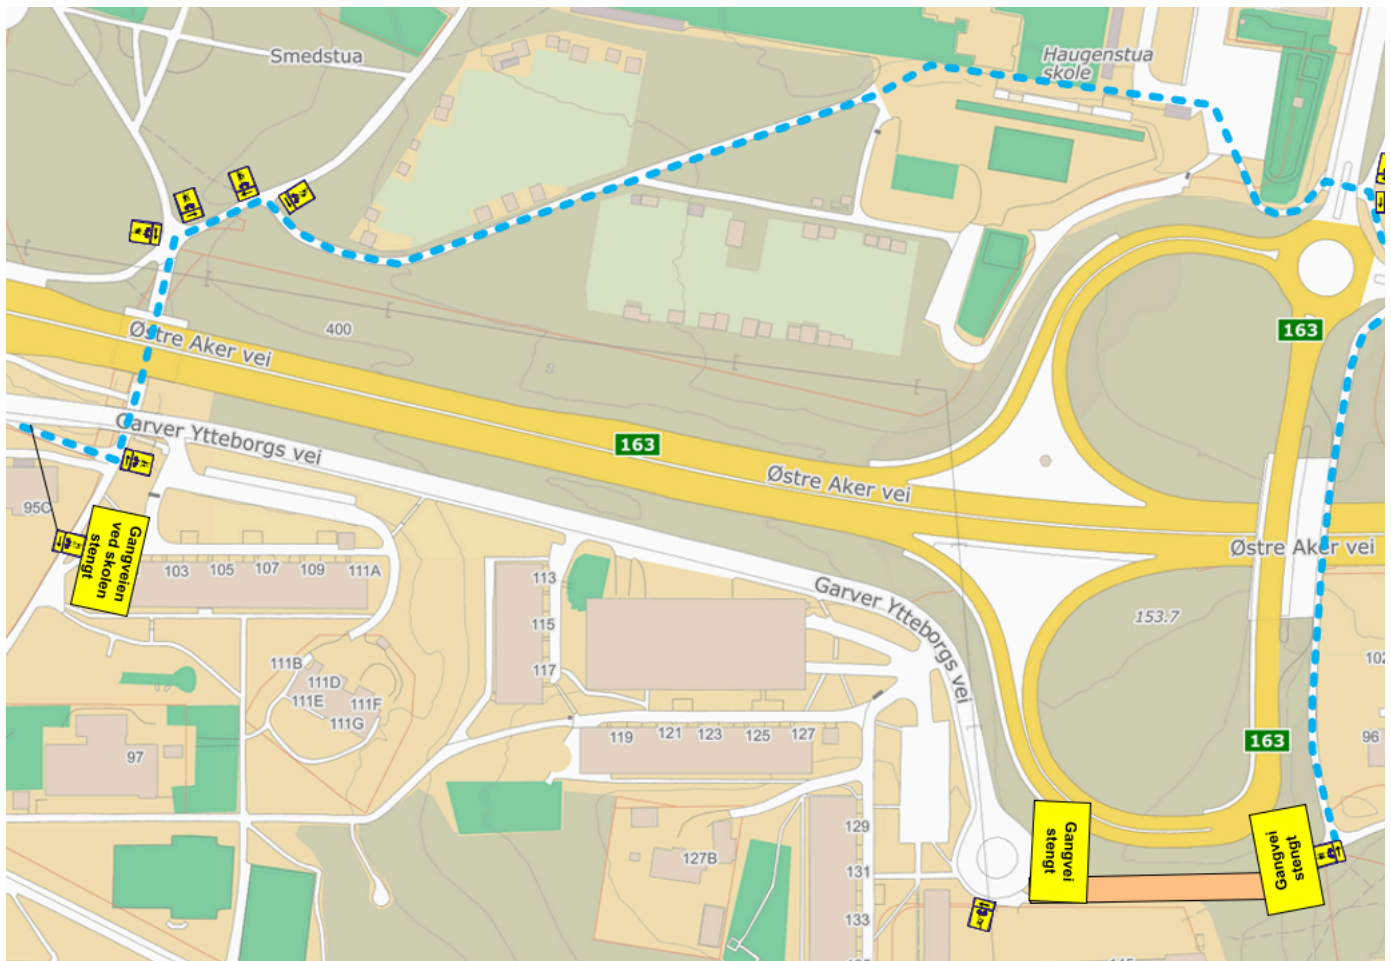 Smedstua
Haugenstua
skole
Østre Aker vei
400
163
Garver Ytteborgs vei
163
Østre Aker vei
95C
Østre Aker vei
Gangveien
ved skolen
stengt
103
105
107
109
111A
113
Garver Ytteborgs vei
153.7
115
111B
117
102
111D
111E
111F
111G
119
121
123
125
127
163
97
96
Gangvei
stengt
Gangvei
stengt
129
127B
131
133